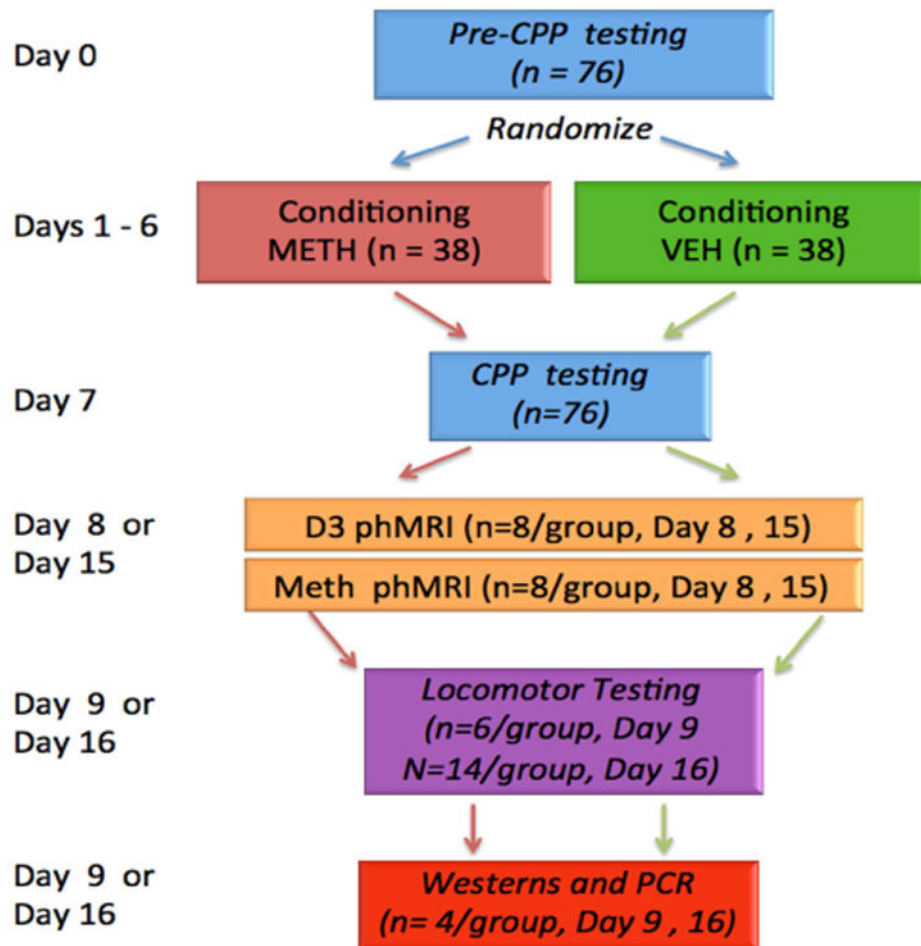 Day 0
Pre-CPP testing
(n = 76)
Randomize
Days 1 - 6
Conditioning
METH (n = 38)
Conditioning
VEH (n = 38)
Day 7
CPP testing
(n=76)
Day 8 or
Day 15
D3 phMRI (n=8/group, Day 8 , 15)
Meth phMRI (n=8/group, Day 8 , 15)
Day 9 or
Day 16
Locomotor Testing
(n=6/group, Day 9
N=14/group, Day 16)
Day 9 or
Day 16
Westerns and PCR
(n= 4/group, Day 9 , 16)